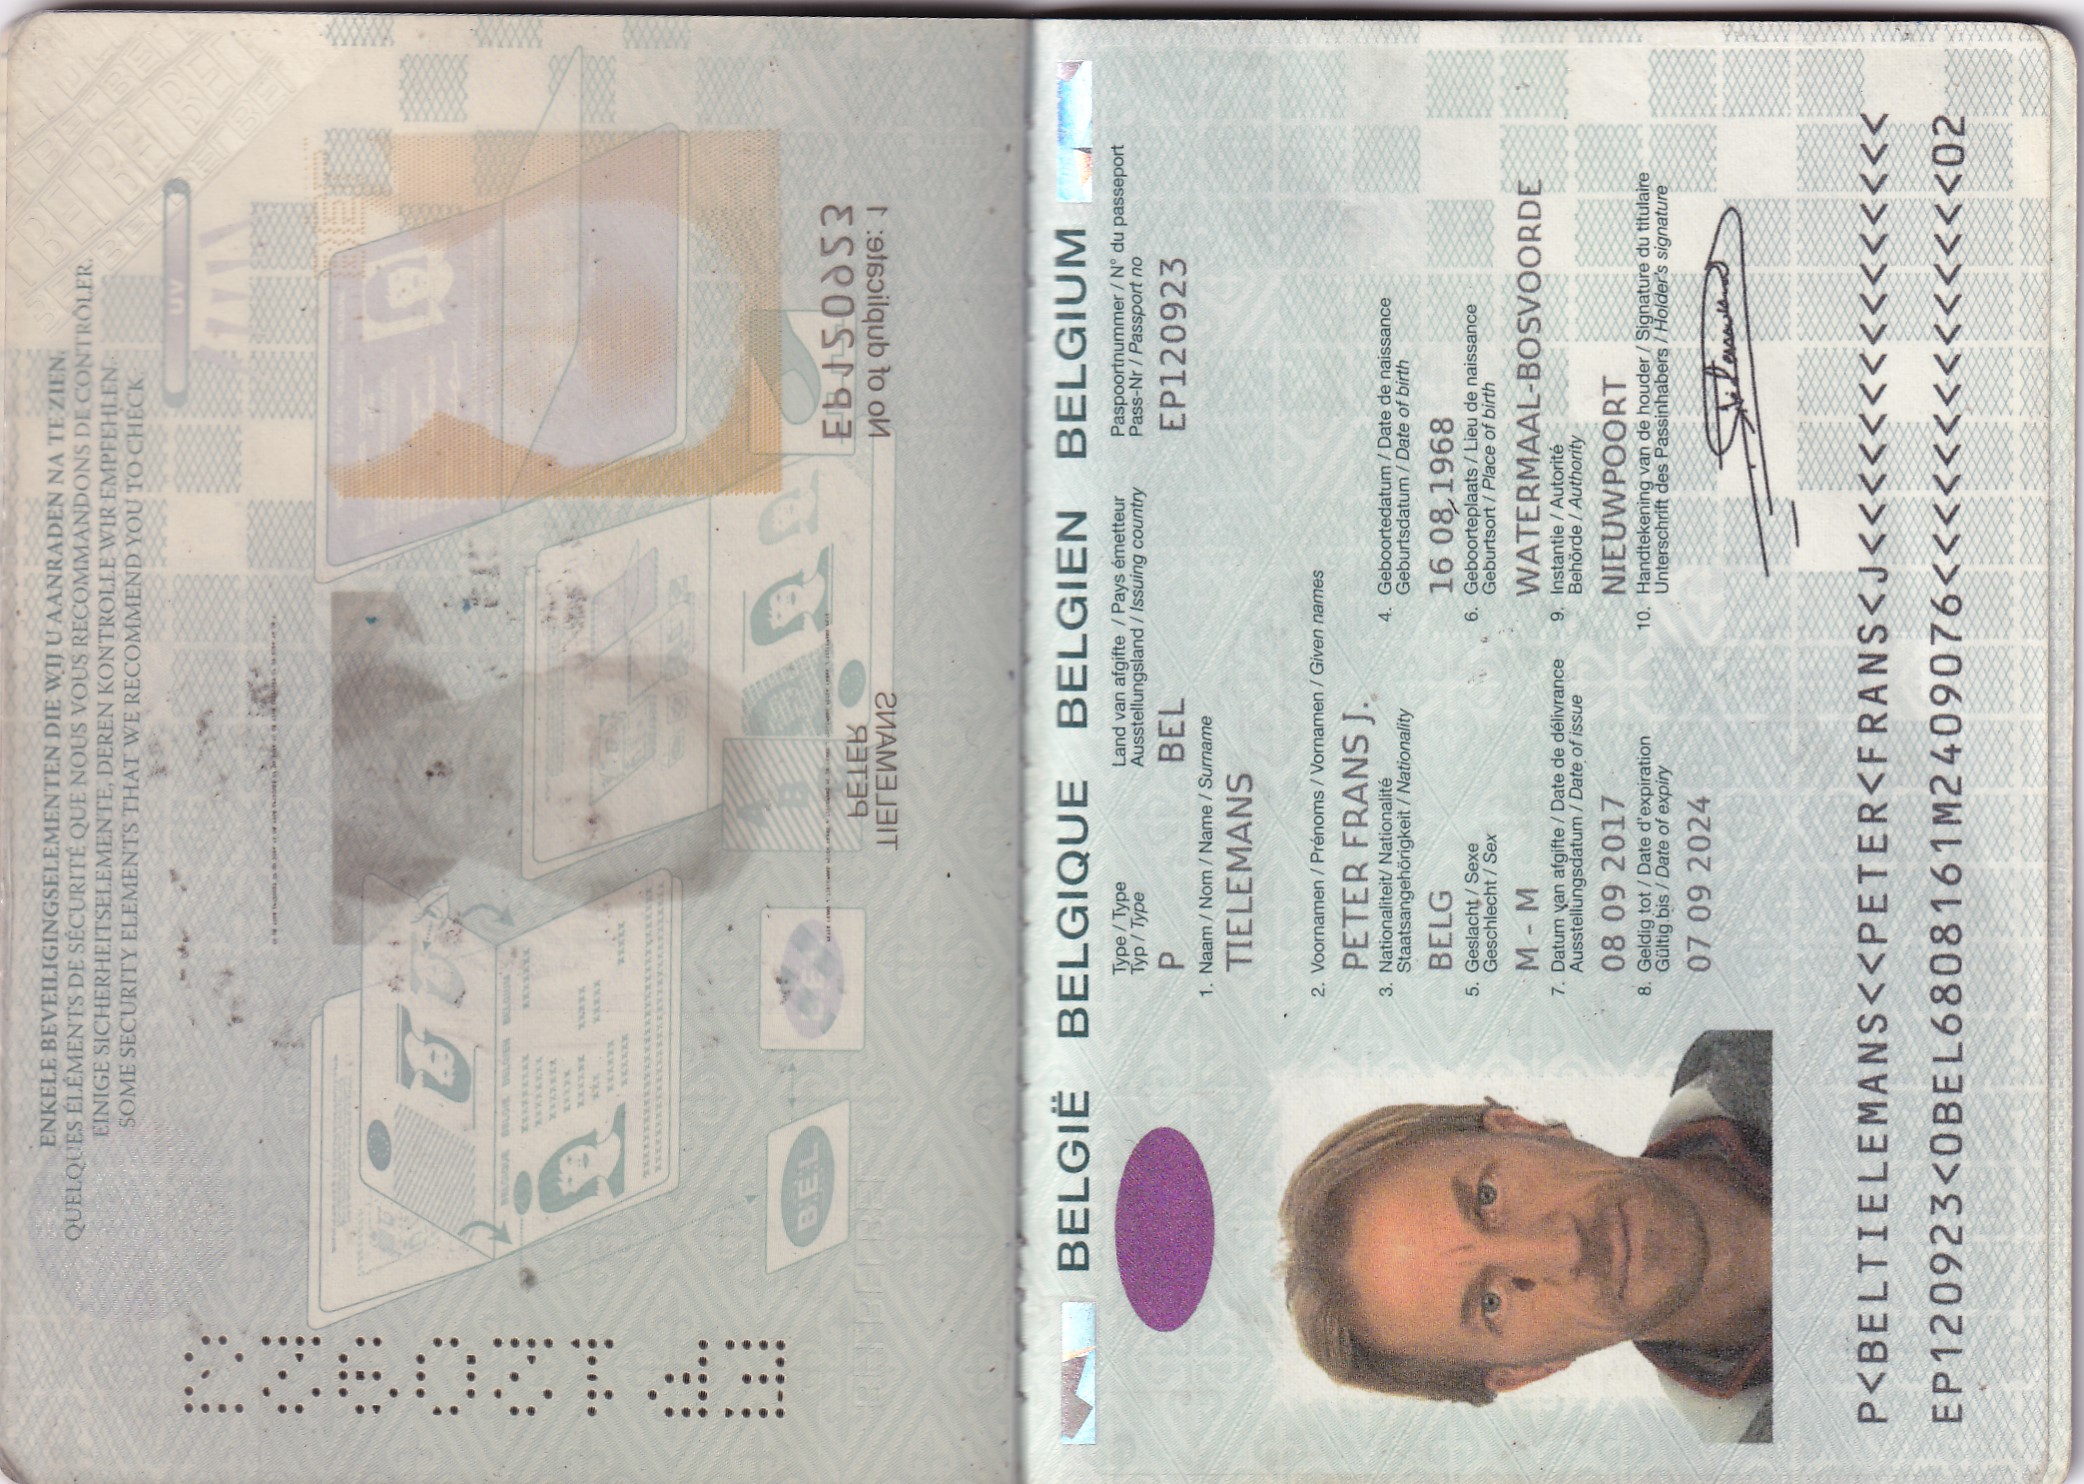 ENKELE BEVEILIGINGSELEMENTEN DIE WIJ U AANRADEN NA TE ZIEN.
QUELQUES ÉLÉMENTS DE SÉCURITÉ QUE NOUS VOUS RECOMMANDONS DE CONTRÔLER.
EINIGE SICHERHEITSELEMENTE, DEREN KONTROLLE WIR EMPFEHLEN.
SOME SECURITY ELEMENTS THAT WE RECOMMEND YOU TO CHECK.
UV
EP120923
B.E.L
A
B
PETER
TIELEMANS
EP120923
No of duplicate: 1
BELGIË BELGIQUE BELGIEN BELGIUM
Type / Type
Typ / Type
P
Land van afgifte / Pays émetteur
Ausstellungsland / Issuing country
BEL
Paspoortnummer / N° du passeport
Pass-Nr / Passport no
EP120923
1. Naam / Nom / Name / Surname
TIELEMANS
2. Voornamen / Prénoms / Vornamen / Given names
PETER FRANS J.
3. Nationaliteit/ Nationalité
Staatsangehörigkeit / Nationality
BELG
4. Geboortedatum / Date de naissance
Geburtsdatum / Date of birth
16 08 1968
5. Geslacht / Sexe
Geschlecht / Sex
M - M
6. Geboorteplaats / Lieu de naissance
Geburtsort / Place of birth
WATERMAAL-BOSVOORDE
7. Datum van afgifte / Date de délivrance
Ausstellungsdatum / Date of issue
08 09 2017
9. Instantie / Autorité
Behörde / Authority
NIEUWPOORT
8. Geldig tot / Date d'expiration
Gültig bis / Date of expiry
07 09 2024
10. Handtekening van de houder / Signature du titulaire
Unterschrift des Passinhabers / Holder's signature
P<BELTIELEMANS<<PETER<FRANS<J<<<<<<<<<<<<<<<
EP120923<0BEL6808161M2409076<<<<<<<<<<<<<<02